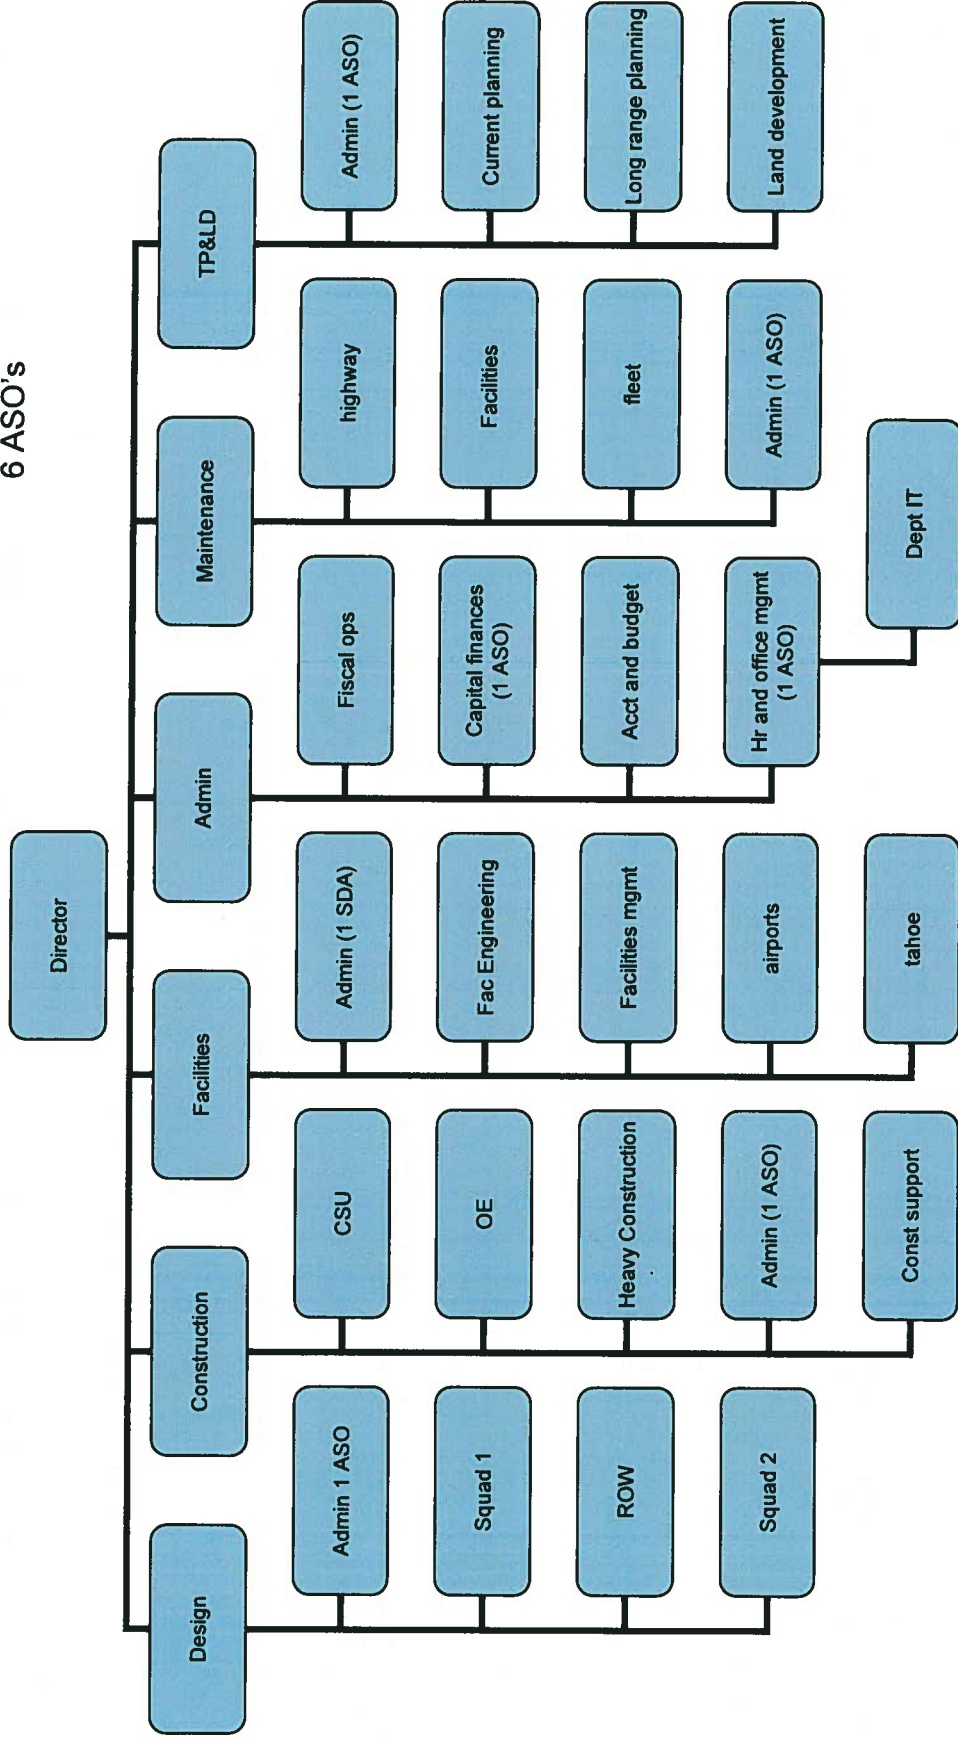 6 ASO's
Director
Design
Construction
Facilities
Admin
Maintenance
TP&LD
Admin 1 ASO
Squad 1
ROW
Squad 2
CSU
OE
Heavy Construction
Admin (1 ASO)
Const support
Admin (1 SDA)
Fac Engineering
Facilities mgmt
airports
tahoe
Fiscal ops
Capital finances
(1 ASO)
Acct and budget
Hr and office mgmt
(1 ASO)
Dept IT
highway
Facilities
fleet
Admin (1 ASO)
Admin (1 ASO)
Current planning
Long range planning
Land development